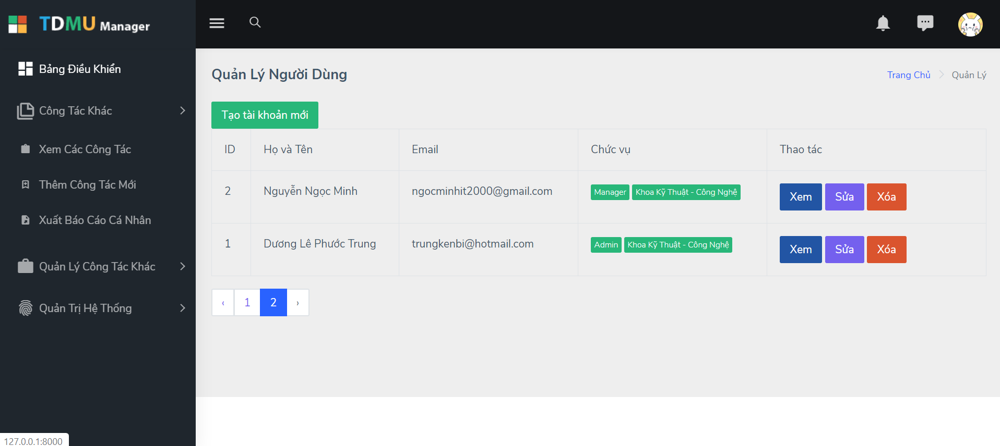 TDMU Manager
Bảng Điều Khiển
Công Tác Khác
Xem Các Công Tác
Thêm Công Tác Mới
Xuất Báo Cáo Cá Nhân
Quản Lý Công Tác Khác
Quản Trị Hệ Thống
Quản Lý Người Dùng
Trang Chủ > Quản Lý
Tạo tài khoản mới
ID Họ và Tên Email Chức vụ Thao tác
2 Nguyễn Ngọc Minh ngocminhit2000@gmail.com Manager Khoa Kỹ Thuật - Công Nghệ Xem Sửa Xóa
1 Dương Lê Phước Trung trungkenbi@hotmail.com Admin Khoa Kỹ Thuật - Công Nghệ Xem Sửa Xóa
‹ 1 2 ›
127.0.0.1:8000